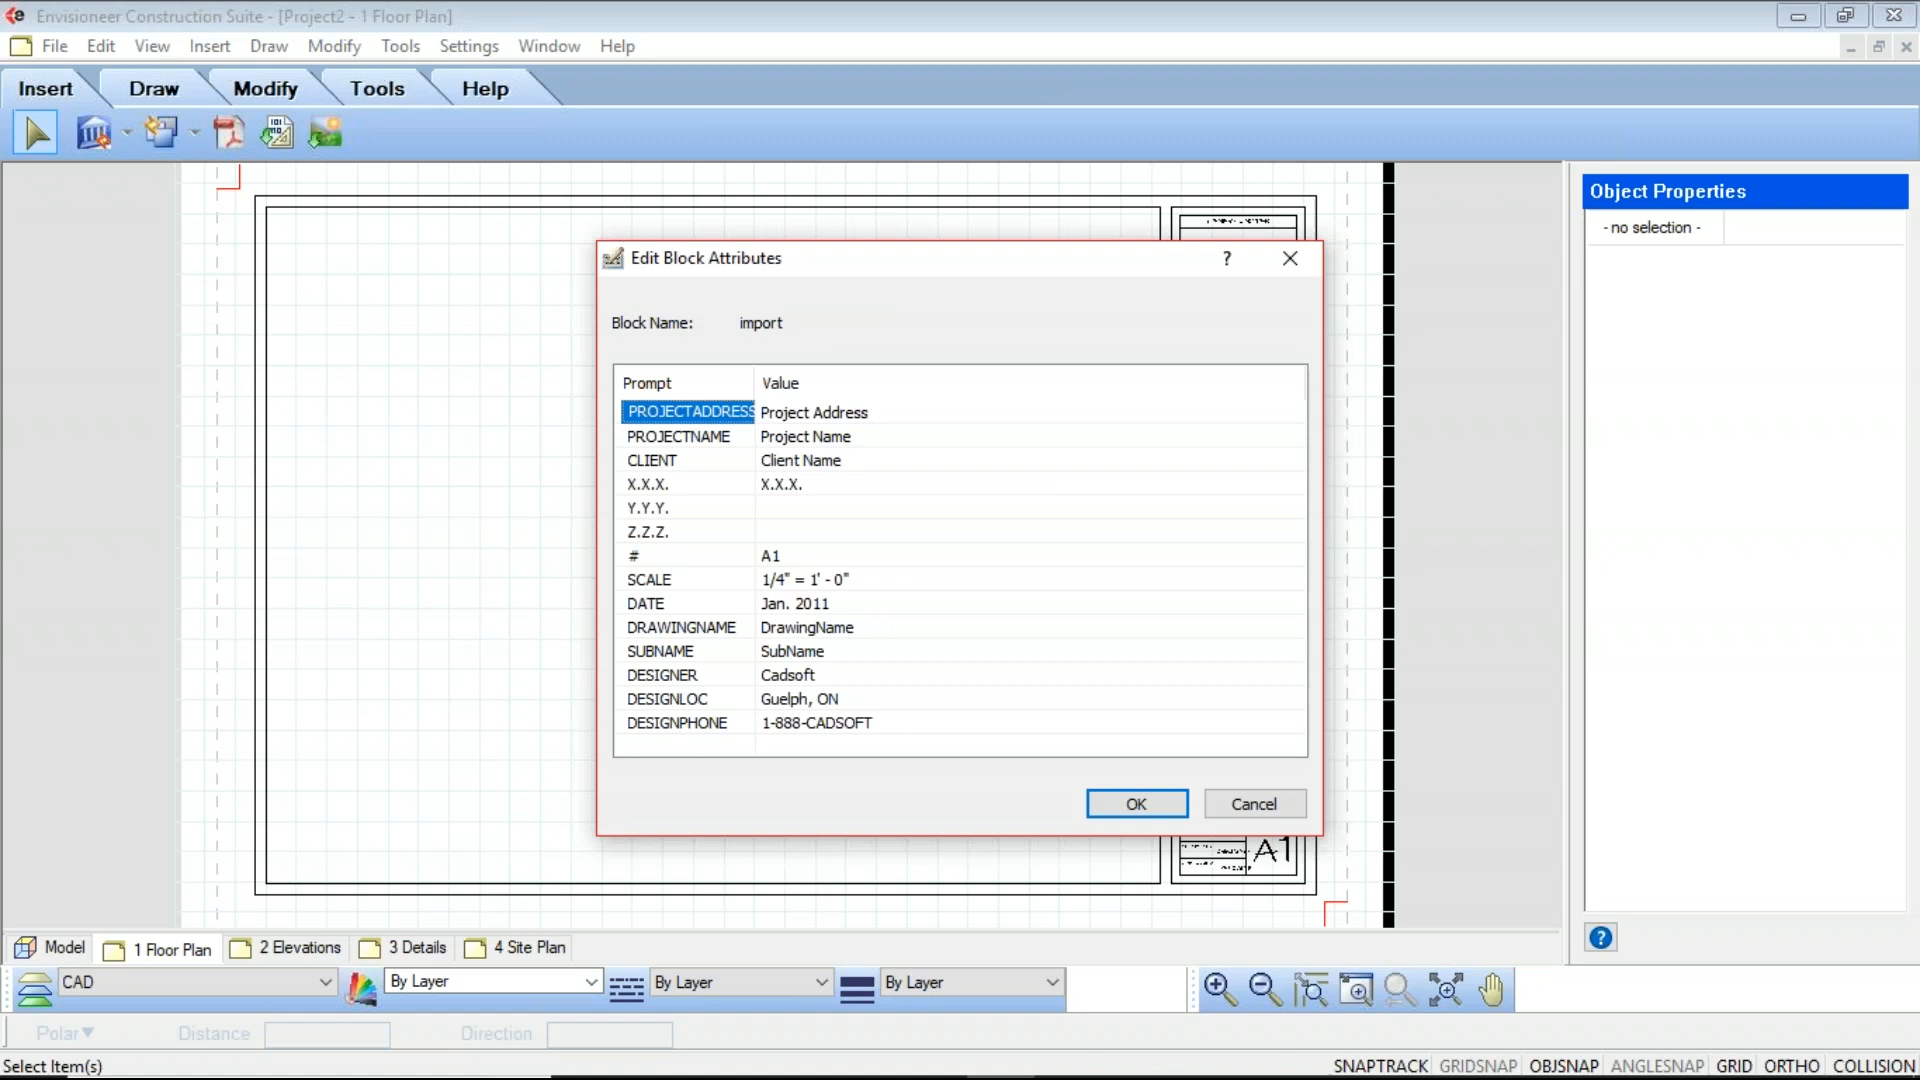 Envisioneer Construction Suite - [Project2 - 1 Floor Plan]
File Edit View Insert Draw Modify Tools Settings Window Help
Insert Draw Modify Tools Help
Object Properties
- no selection -
Edit Block Attributes
?
Block Name: import
Prompt Value
PROJECTADDRESS Project Address
PROJECTNAME Project Name
CLIENT Client Name
X.X.X. X.X.X.
Y.Y.Y.
Z.Z.Z.
# A1
SCALE 1/4" = 1' - 0"
DATE Jan. 2011
DRAWINGNAME DrawingName
SUBNAME SubName
DESIGNER Cadsoft
DESIGNLOC Guelph, ON
DESIGNPHONE 1-888-CADSOFT
OK Cancel
A1
Model 1 Floor Plan 2 Elevations 3 Details 4 Site Plan
CAD By Layer By Layer By Layer
Polar Distance Direction
Select Item(s) SNAPTRACK GRIDSNAP OBJSNAP ANGLESNAP GRID ORTHO COLLISION